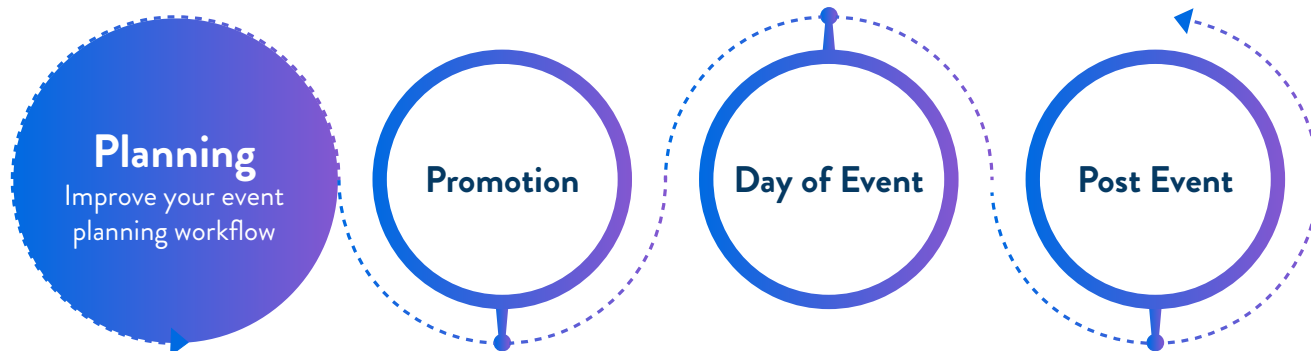 Planning
Improve your event
planning workflow
Promotion
Day of Event
Post Event